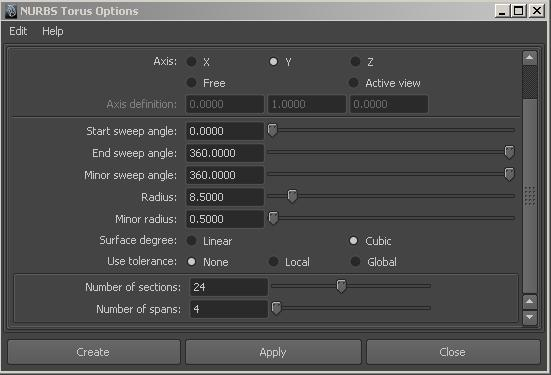 NURBS Torus Options
Edit Help
Axis: X Y Z
Free Active view
Axis definition: 0.0000 1.0000 0.0000
Start sweep angle: 0.0000
End sweep angle: 360.0000
Minor sweep angle: 360.0000
Radius: 8.5000
Minor radius: 0.5000
Surface degree: Linear Cubic
Use tolerance: None Local Global
Number of sections: 24
Number of spans: 4
Create Apply Close